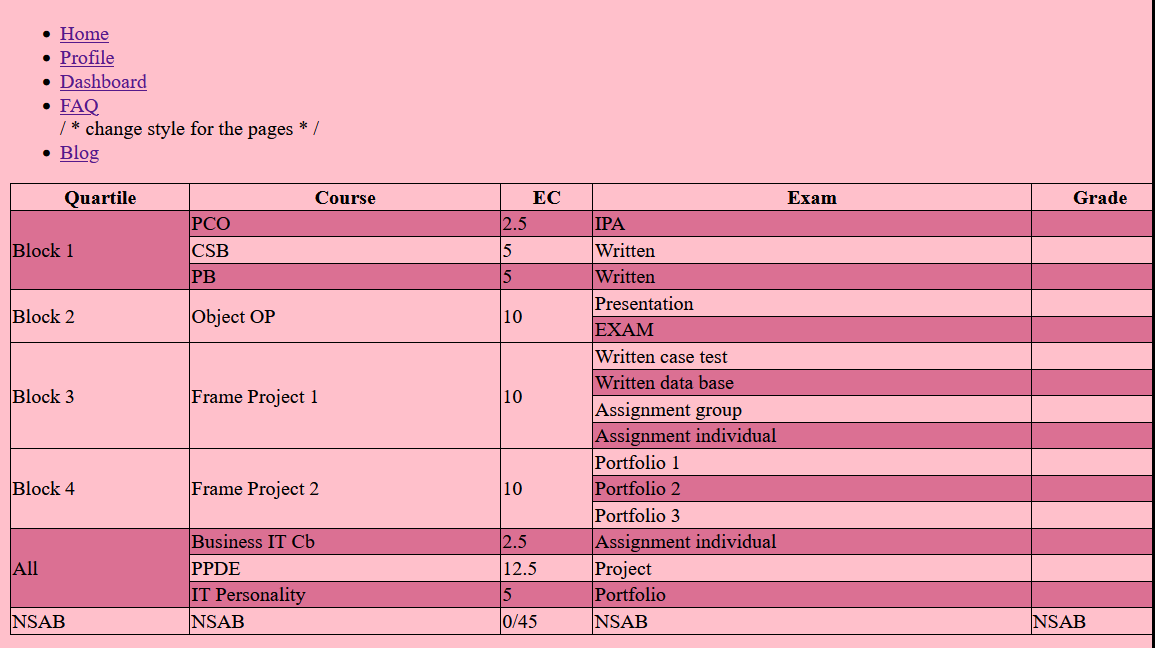 Home
Profile
Dashboard
FAQ
/ * change style for the pages * /
Blog
Quartile Course EC Exam Grade
Block 1 PCO 2.5 IPA
CSB 5 Written
PB 5 Written
Block 2 Object OP 10 Presentation
EXAM
Block 3 Frame Project 1 10 Written case test
Written data base
Assignment group
Assignment individual
Block 4 Frame Project 2 10 Portfolio 1
Portfolio 2
Portfolio 3
All Business IT Cb 2.5 Assignment individual
PPDE 12.5 Project
IT Personality 5 Portfolio
NSAB NSAB 0/45 NSAB NSAB